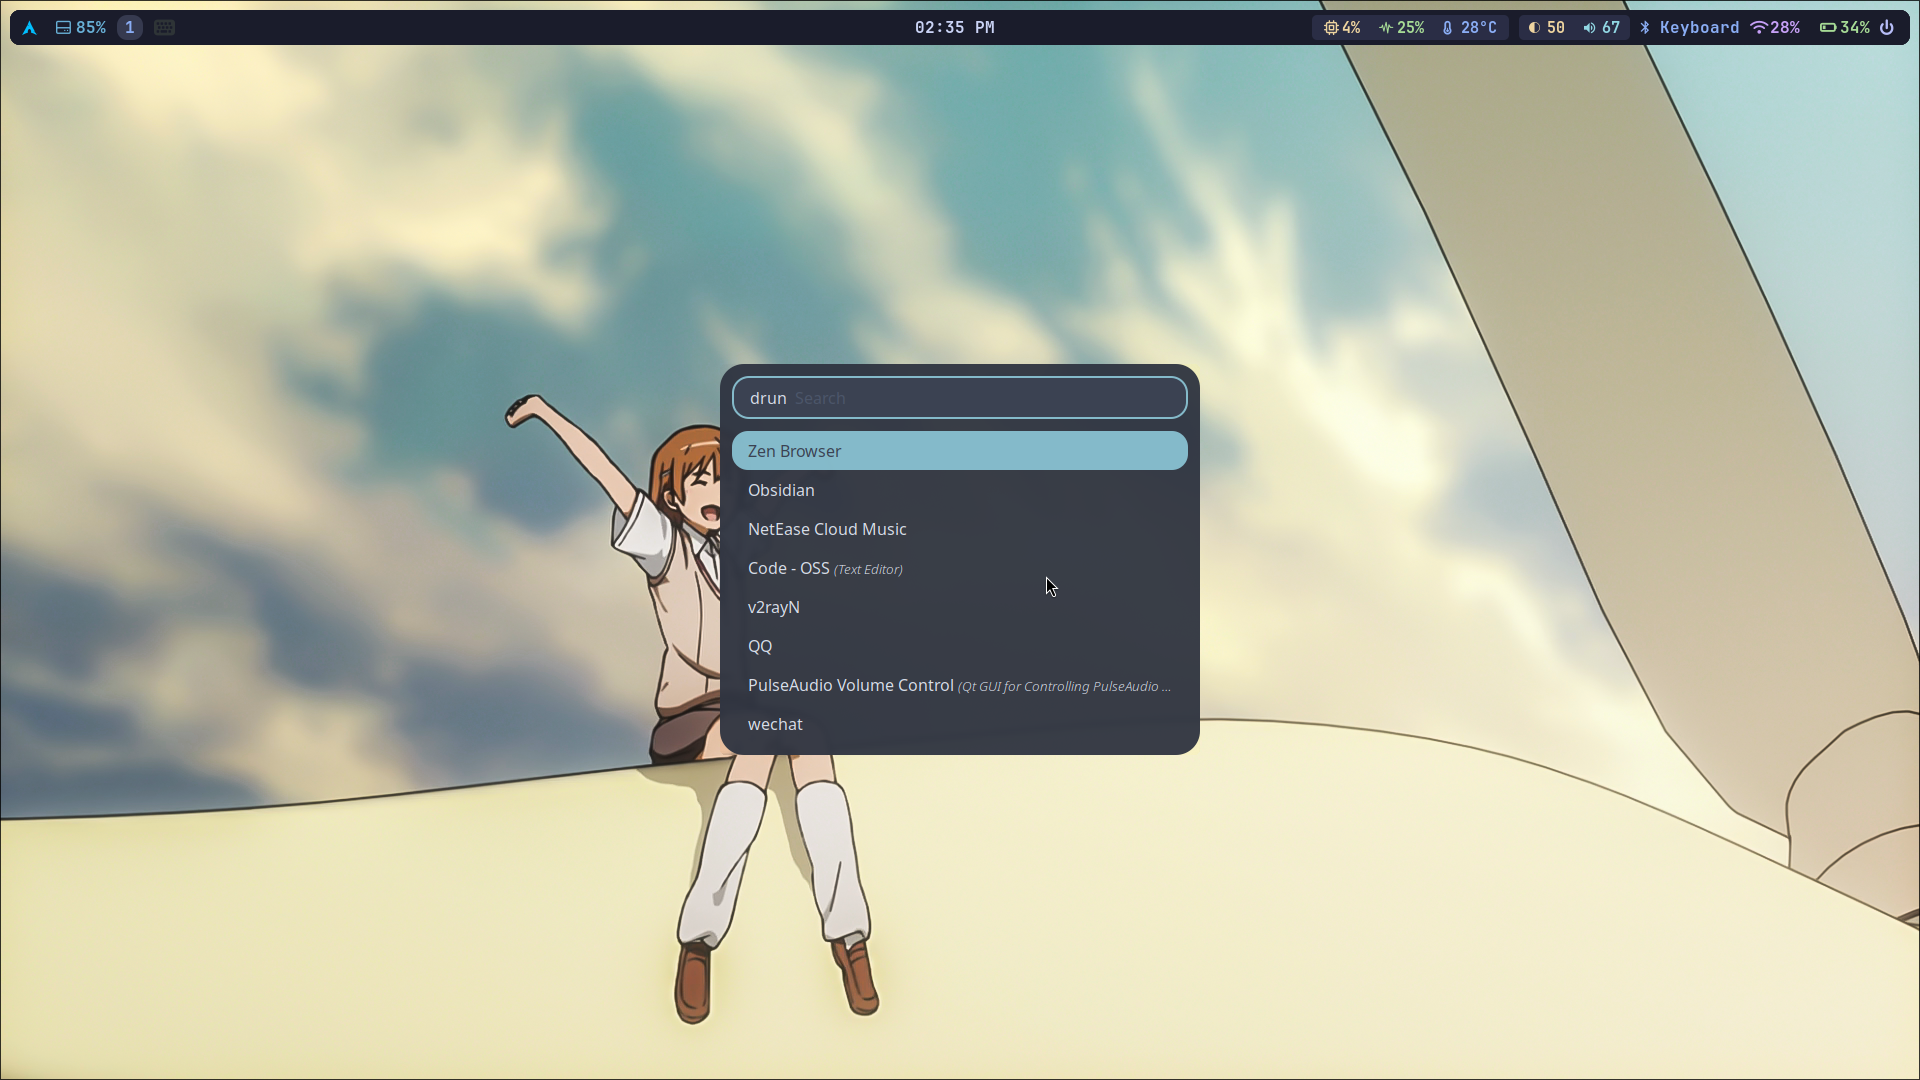 85% 1 02:35 PM 4% 25% 28°C 50 67 Keyboard 28% 34%
drun Search
Zen Browser
Obsidian
NetEase Cloud Music
Code - OSS (Text Editor)
v2rayN
QQ
PulseAudio Volume Control (Qt GUI for Controlling PulseAudio ...
wechat